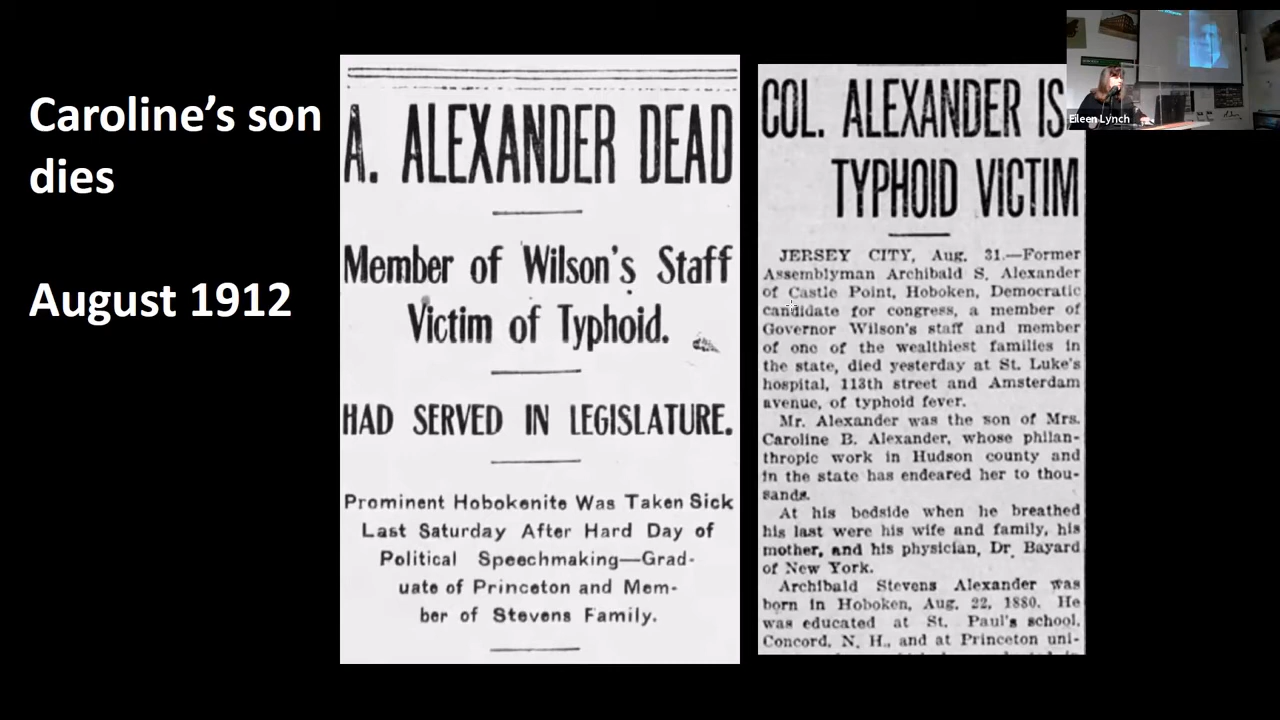 Caroline’s son
dies
August 1912
A. ALEXANDER DEAD
Member of Wilson's Staff
Victim of Typhoid.
HAD SERVED IN LEGISLATURE.
Prominent Hobokenite Was Taken Sick
Last Saturday After Hard Day of
Political Speechmaking—Grad-
uate of Princeton and Mem-
ber of Stevens Family.
COL. ALEXANDER IS
TYPHOID VICTIM
JERSEY CITY, Aug. 31.—Former
Assemblyman Archibald S. Alexander
of Castle Point, Hoboken, Democratic
candidate for congress, a member of
Governor Wilson's staff and member
of one of the wealthiest families in
the state, died yesterday at St. Luke's
hospital, 113th street and Amsterdam
avenue, of typhoid fever.
Mr. Alexander was the son of Mrs.
Caroline B. Alexander, whose philan-
thropic work in Hudson county and
in the state has endeared her to thou-
sands.
At his bedside when he breathed
his last were his wife and family, his
mother, and his physician, Dr. Bayard
of New York.
Archibald Stevens Alexander was
born in Hoboken, Aug. 22, 1880. He
was educated at St. Paul's school,
Concord, N. H., and at Princeton uni-
Eileen Lynch